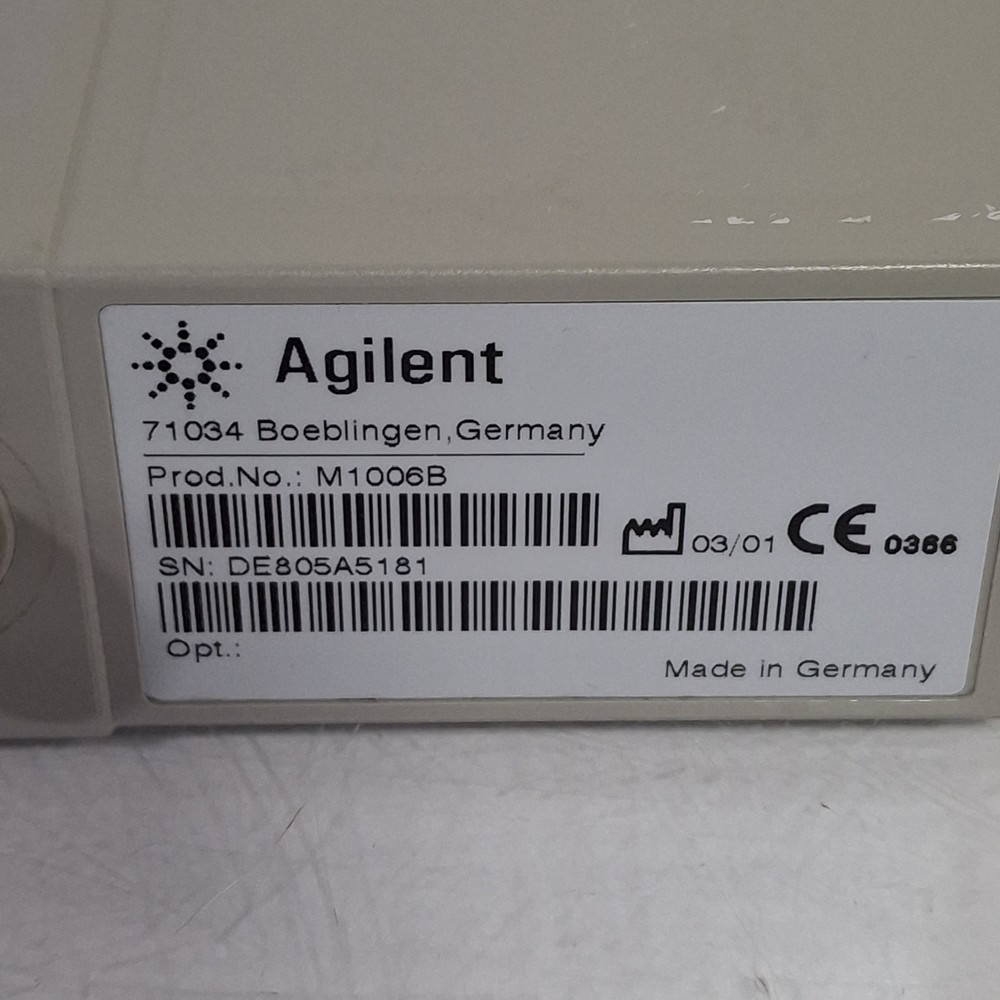 Agilent
71034 Boeblingen,Germany
Prod.No.: M1006B
03/01 CE 0366
SN: DE805A5181
Opt.:
Made in Germany